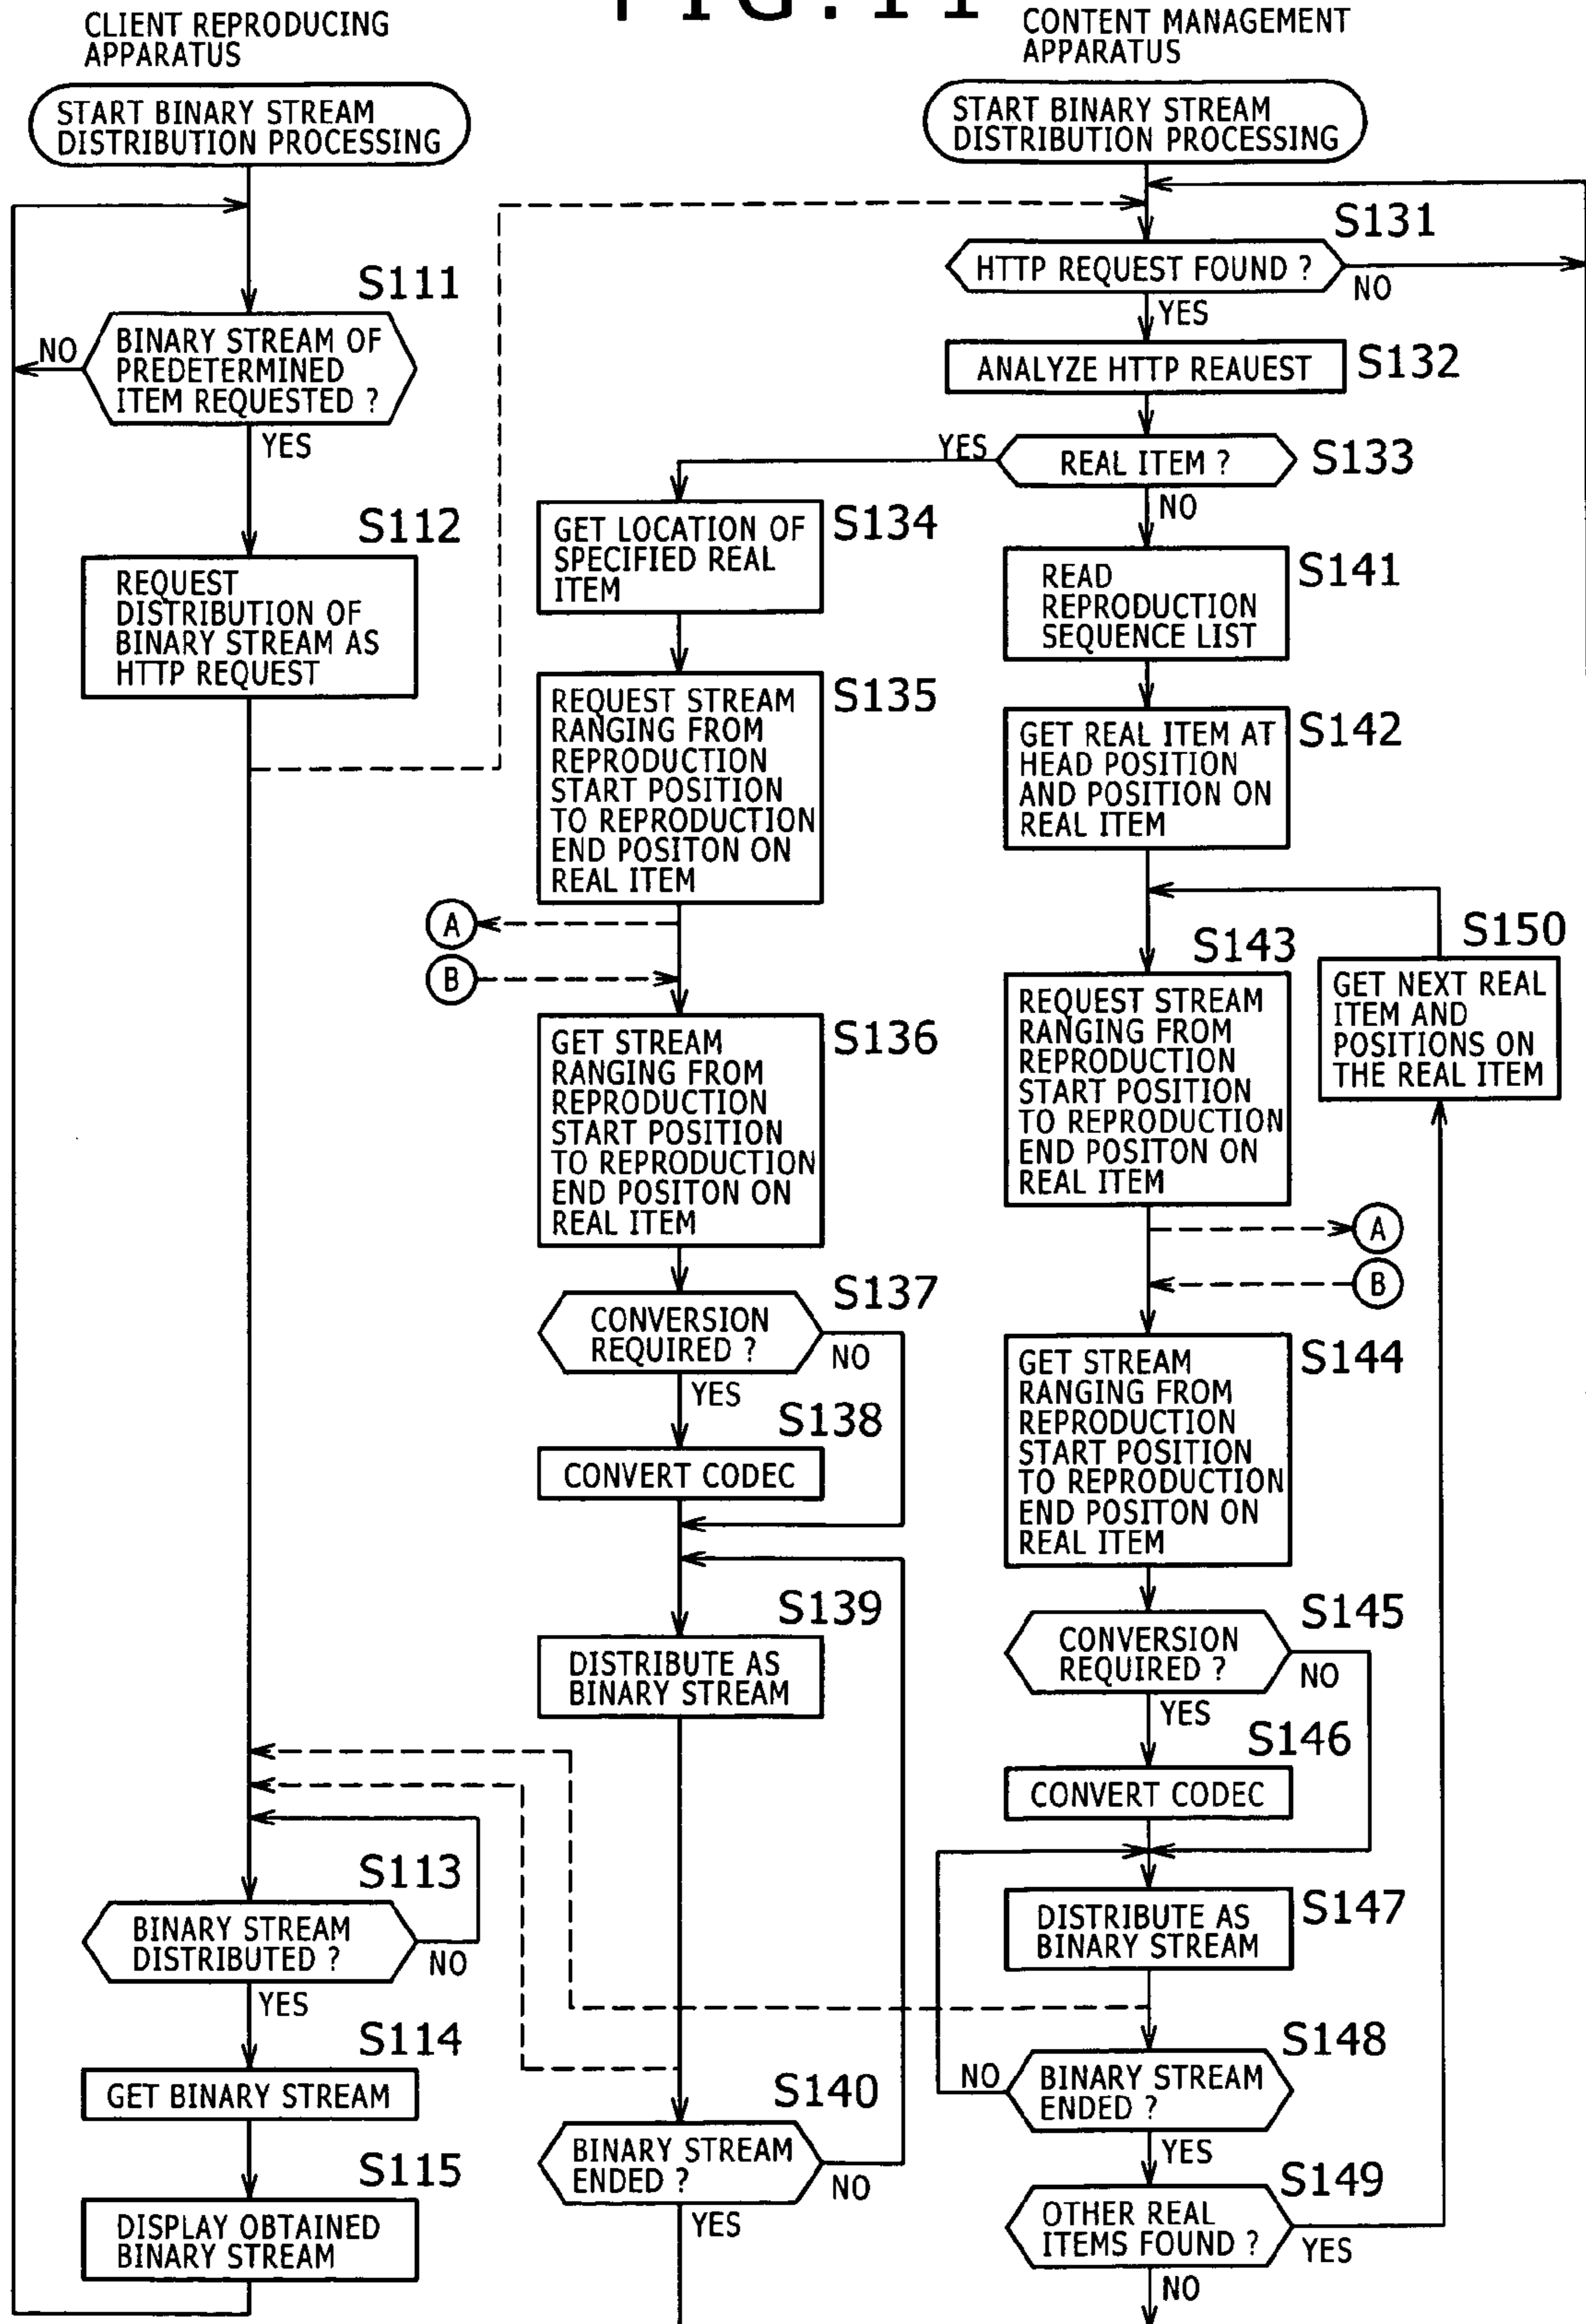 FIG.11
CLIENT REPRODUCING
APPARATUS
START BINARY STREAM
DISTRIBUTION PROCESSING
S111
BINARY STREAM OF
PREDETERMINED
ITEM REQUESTED ?
NO
YES
S112
REQUEST
DISTRIBUTION OF
BINARY STREAM AS
HTTP REQUEST
S113
BINARY STREAM
DISTRIBUTED ?
NO
YES
S114
GET BINARY STREAM
S115
DISPLAY OBTAINED
BINARY STREAM
CONTENT MANAGEMENT
APPARATUS
START BINARY STREAM
DISTRIBUTION PROCESSING
S131
HTTP REQUEST FOUND ?
NO
YES
ANALYZE HTTP REAUEST
S132
YES
REAL ITEM ?
S133
NO
S134
GET LOCATION OF
SPECIFIED REAL
ITEM
S135
REQUEST STREAM
RANGING FROM
REPRODUCTION
START POSITION
TO REPRODUCTION
END POSITON ON
REAL ITEM
A
B
S136
GET STREAM
RANGING FROM
REPRODUCTION
START POSITION
TO REPRODUCTION
END POSITON ON
REAL ITEM
S137
CONVERSION
REQUIRED ?
NO
YES
S138
CONVERT CODEC
S139
DISTRIBUTE AS
BINARY STREAM
S140
BINARY STREAM
ENDED ?
NO
YES
S141
READ
REPRODUCTION
SEQUENCE LIST
S142
GET REAL ITEM AT
HEAD POSITION
AND POSITION ON
REAL ITEM
S143
REQUEST STREAM
RANGING FROM
REPRODUCTION
START POSITION
TO REPRODUCTION
END POSITON ON
REAL ITEM
S150
GET NEXT REAL
ITEM AND
POSITIONS ON
THE REAL ITEM
A
B
S144
GET STREAM
RANGING FROM
REPRODUCTION
START POSITION
TO REPRODUCTION
END POSITON ON
REAL ITEM
S145
CONVERSION
REQUIRED ?
NO
YES
S146
CONVERT CODEC
S147
DISTRIBUTE AS
BINARY STREAM
S148
NO
BINARY STREAM
ENDED ?
YES
S149
OTHER REAL
ITEMS FOUND ?
YES
NO